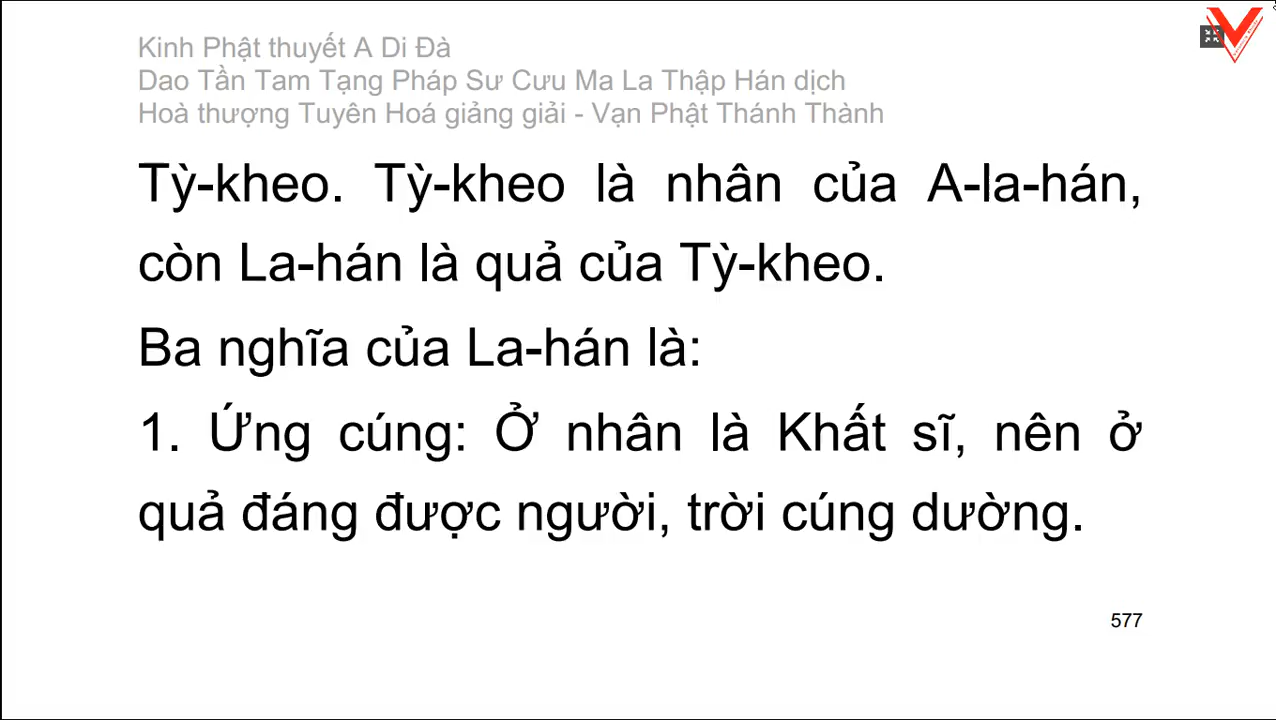 Kinh Phật thuyết A Di Đà
Dao Tần Tam Tạng Pháp Sư Cưu Ma La Thập Hán dịch
Hoà thượng Tuyên Hoá giảng giải - Vạn Phật Thánh Thành
Tỳ-kheo. Tỳ-kheo là nhân của A-la-hán,
còn La-hán là quả của Tỳ-kheo.
Ba nghĩa của La-hán là:
1. Ứng cúng: Ở nhân là Khất sĩ, nên ở
quả đáng được người, trời cúng dường.
577